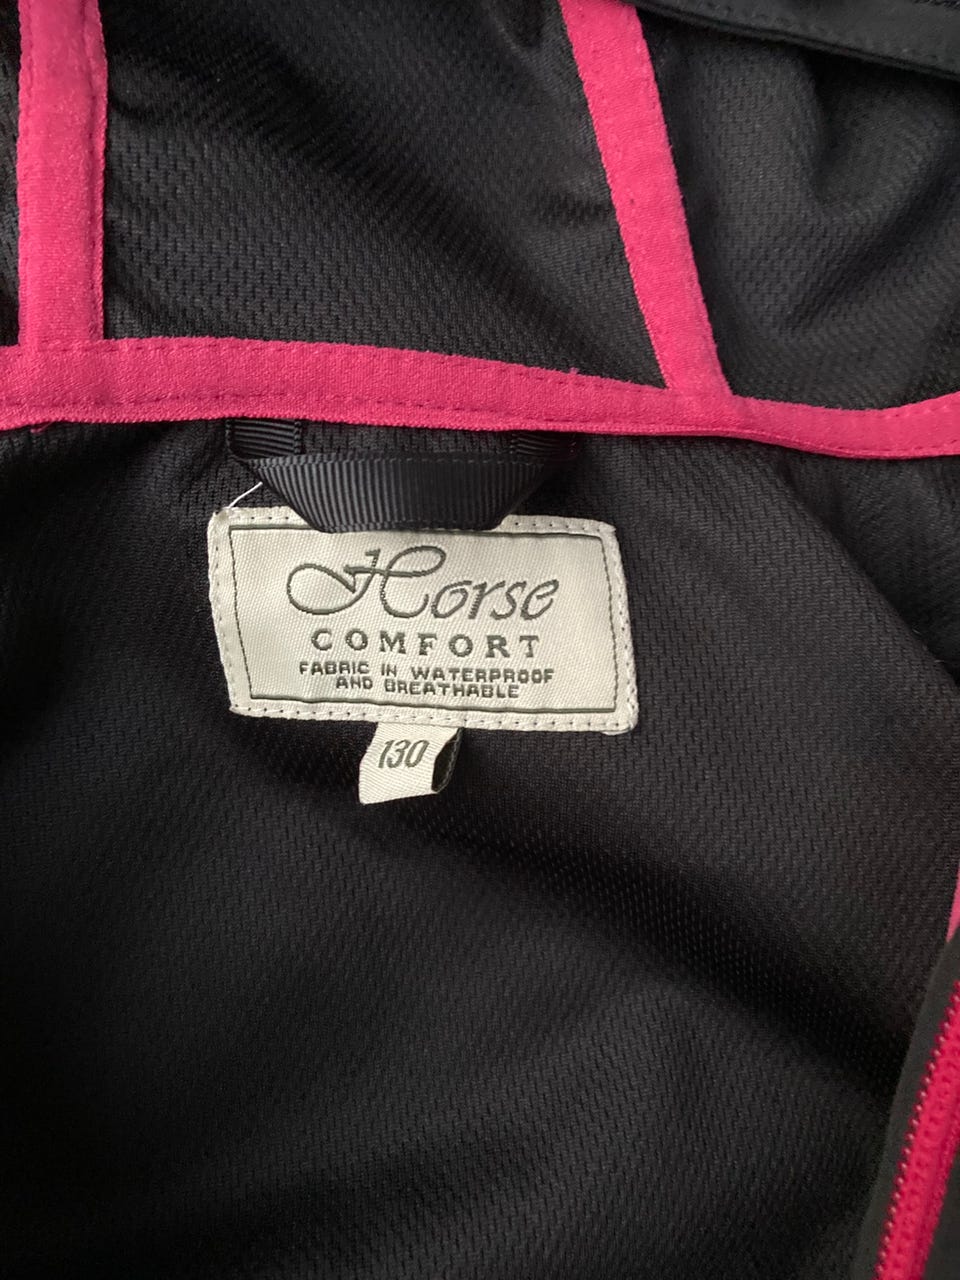 Horse
COMFORT
FABRIC IN WATERPROOF
AND BREATHABLE
130